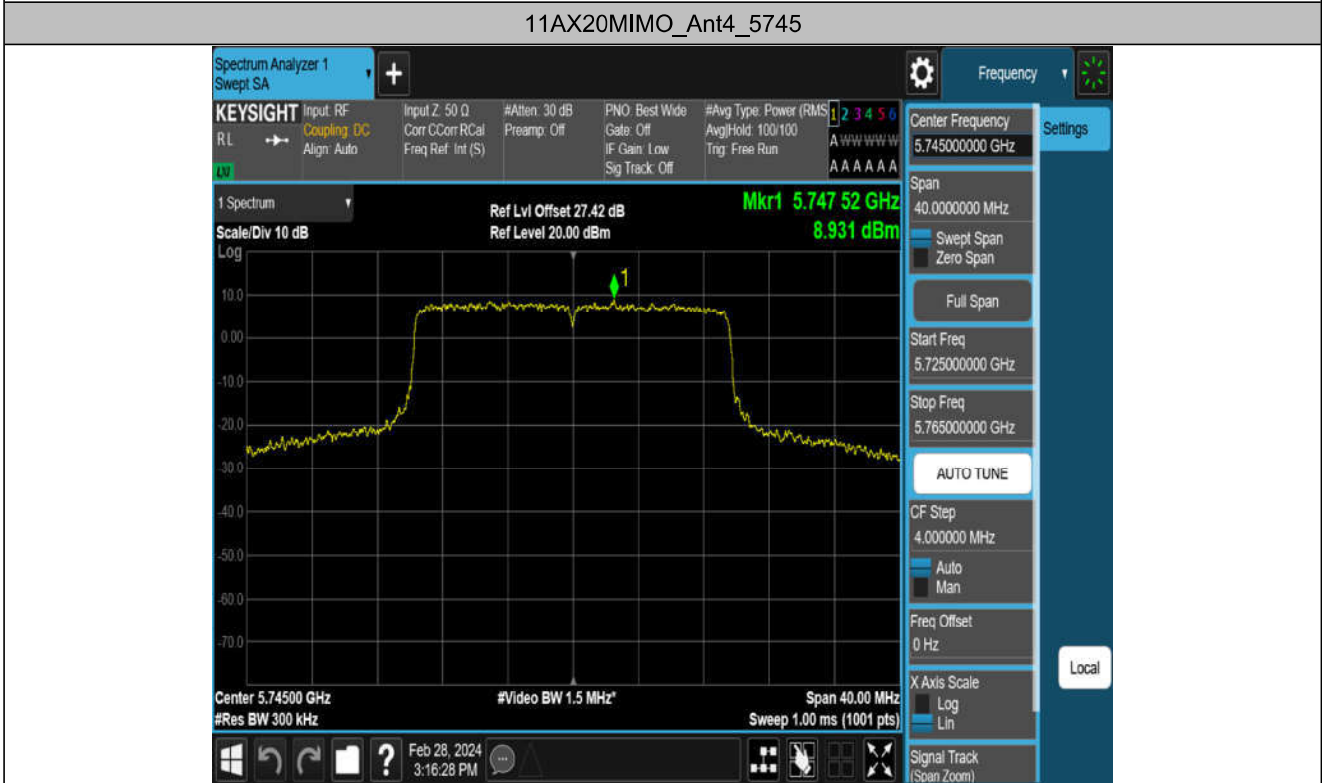 11AX20MIMO_Ant4_5745
Spectrum Analyzer 1
Swept SA
+
Frequency
KEYSIGHT
RL
Input: RF
Coupling: DC
Align: Auto
Input Z: 50 Ω
Corr CCorr RCal
Freq Ref: Int (S)
#Atten: 30 dB
Preamp: Off
PNO: Best Wide
Gate: Off
IF Gain: Low
Sig Track: Off
#Avg Type: Power (RMS
Avg|Hold: 100/100
Trig: Free Run
1 2 3 4 5 6
A W W W W W
A A A A A A
1 Spectrum
Scale/Div 10 dB
Log
Ref Lvl Offset 27.42 dB
Ref Level 20.00 dBm
Mkr1 5.747 52 GHz
8.931 dBm
1
10.0
0.00
-10.0
-20.0
-30.0
-40.0
-50.0
-60.0
-70.0
Center 5.74500 GHz
#Res BW 300 kHz
#Video BW 1.5 MHz*
Span 40.00 MHz
Sweep 1.00 ms (1001 pts)
?
Feb 28, 2024
3:16:28 PM
Center Frequency
5.745000000 GHz
Settings
Span
40.0000000 MHz
Swept Span
Zero Span
Full Span
Start Freq
5.725000000 GHz
Stop Freq
5.765000000 GHz
AUTO TUNE
CF Step
4.000000 MHz
Auto
Man
Freq Offset
0 Hz
Local
X Axis Scale
Log
Lin
Signal Track
(Span Zoom)